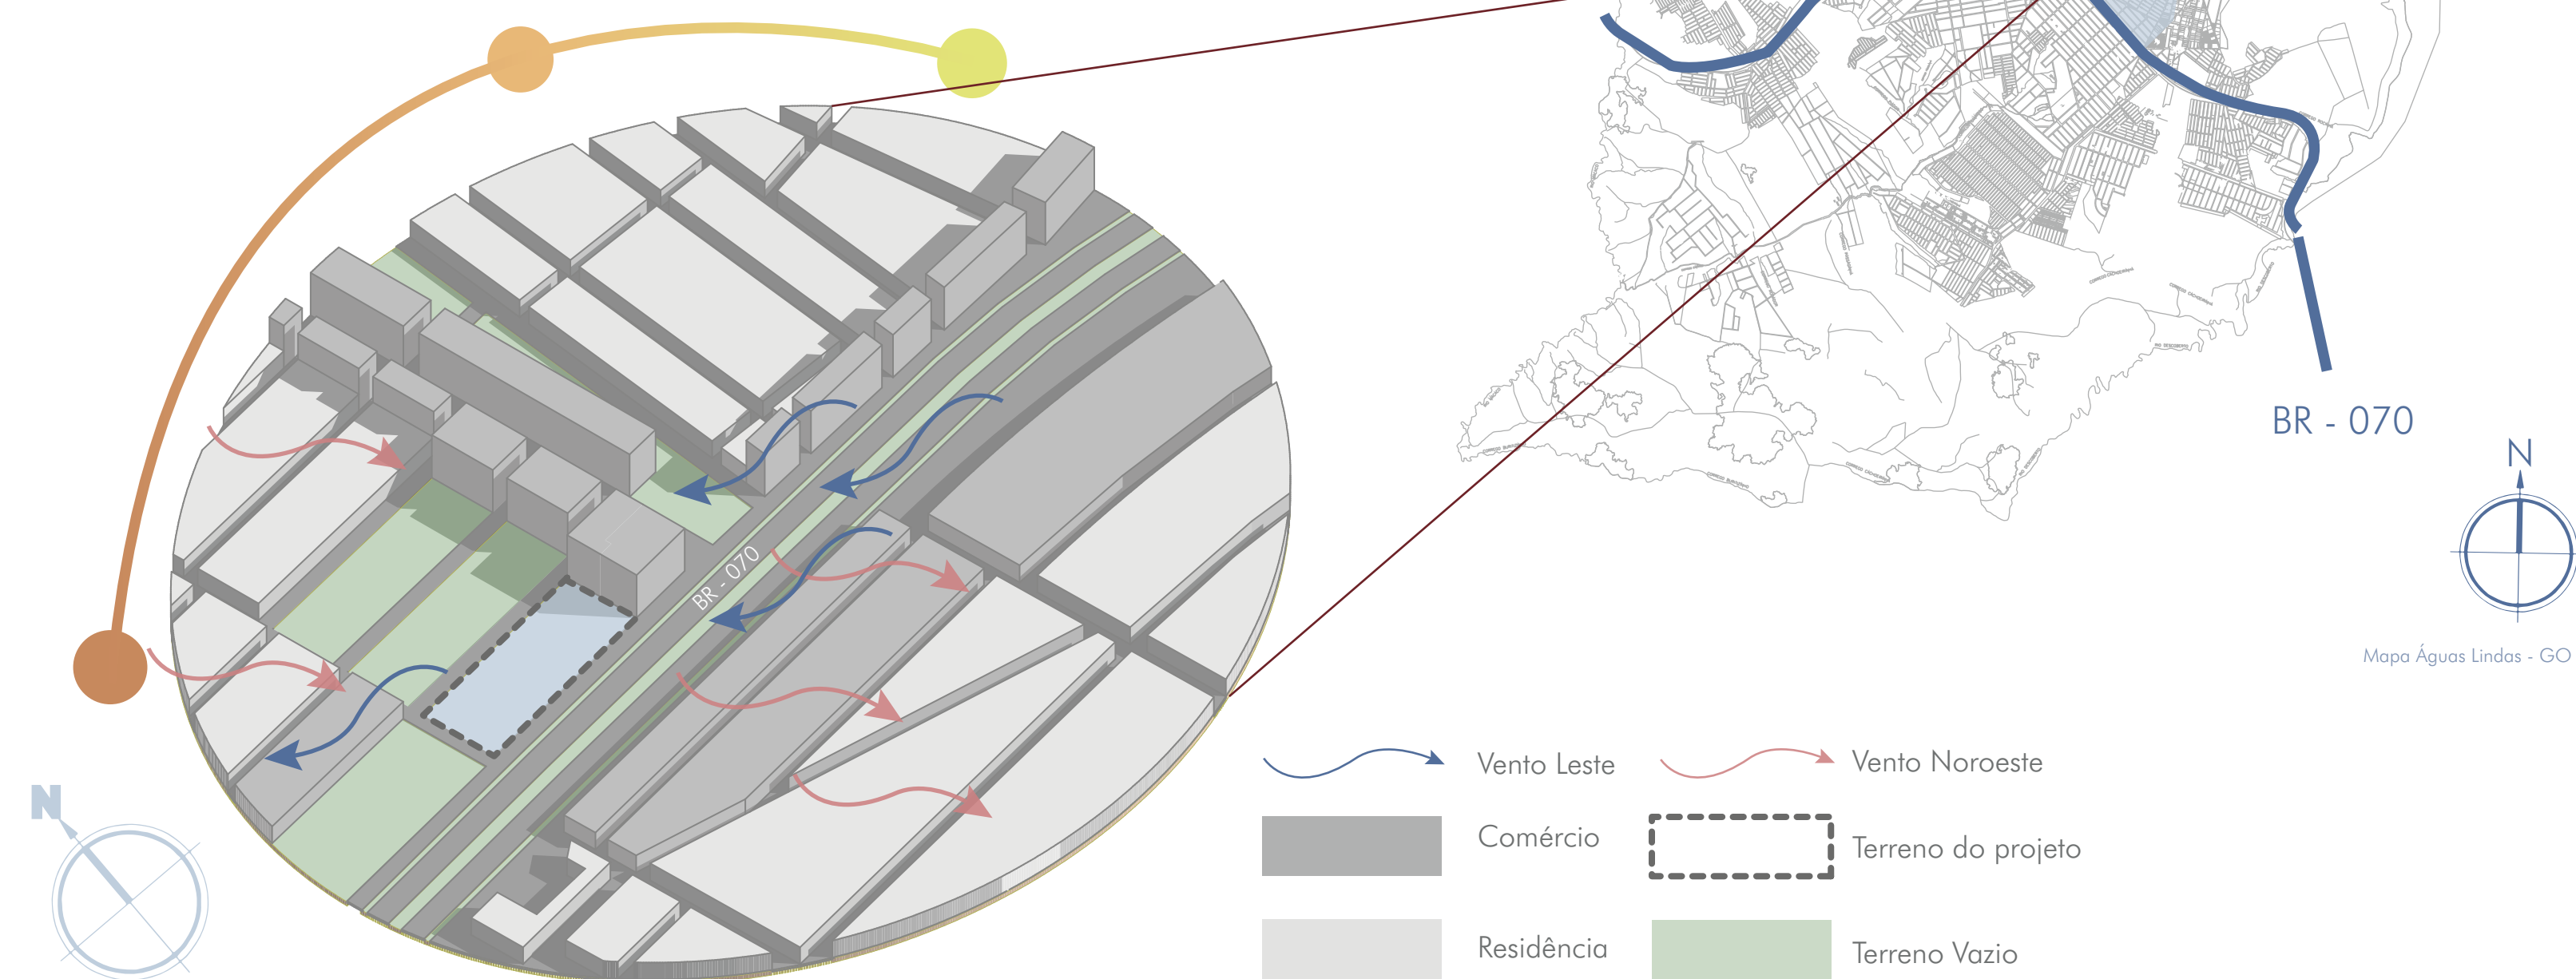 BR - 070
N
Mapa Águas Lindas - GO
BR - 070
N
Vento Leste
Vento Noroeste
Comércio
Terreno do projeto
Residência
Terreno Vazio